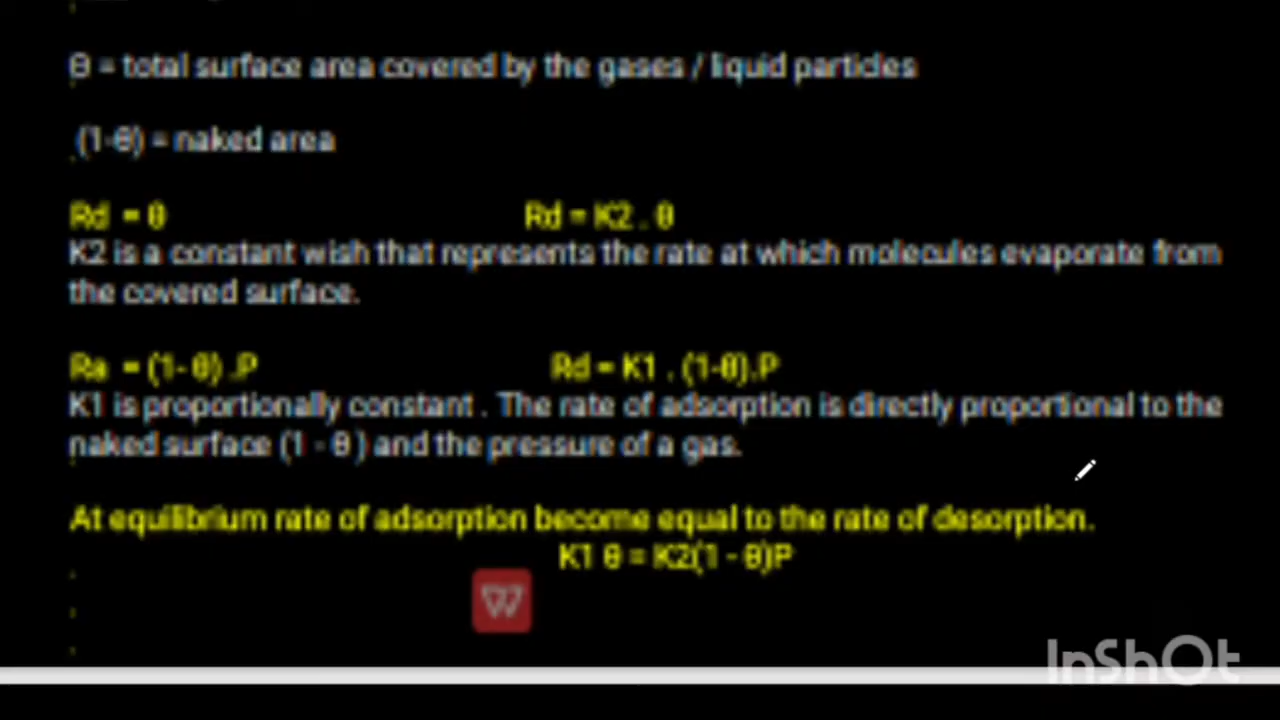 θ = total surface area covered by the gases / liquid particles
(1-θ) = naked area
Rd = θ Rd = K2 . θ
K2 is a constant wish that represents the rate at which molecules evaporate from
the covered surface.
Ra = (1- θ) .P Rd = K1 . (1-θ).P
K1 is proportionally constant . The rate of adsorption is directly proportional to the
naked surface (1 - θ ) and the pressure of a gas.
At equilibrium rate of adsorption become equal to the rate of desorption.
K1 θ = K2(1 - θ)P
W
InShOt